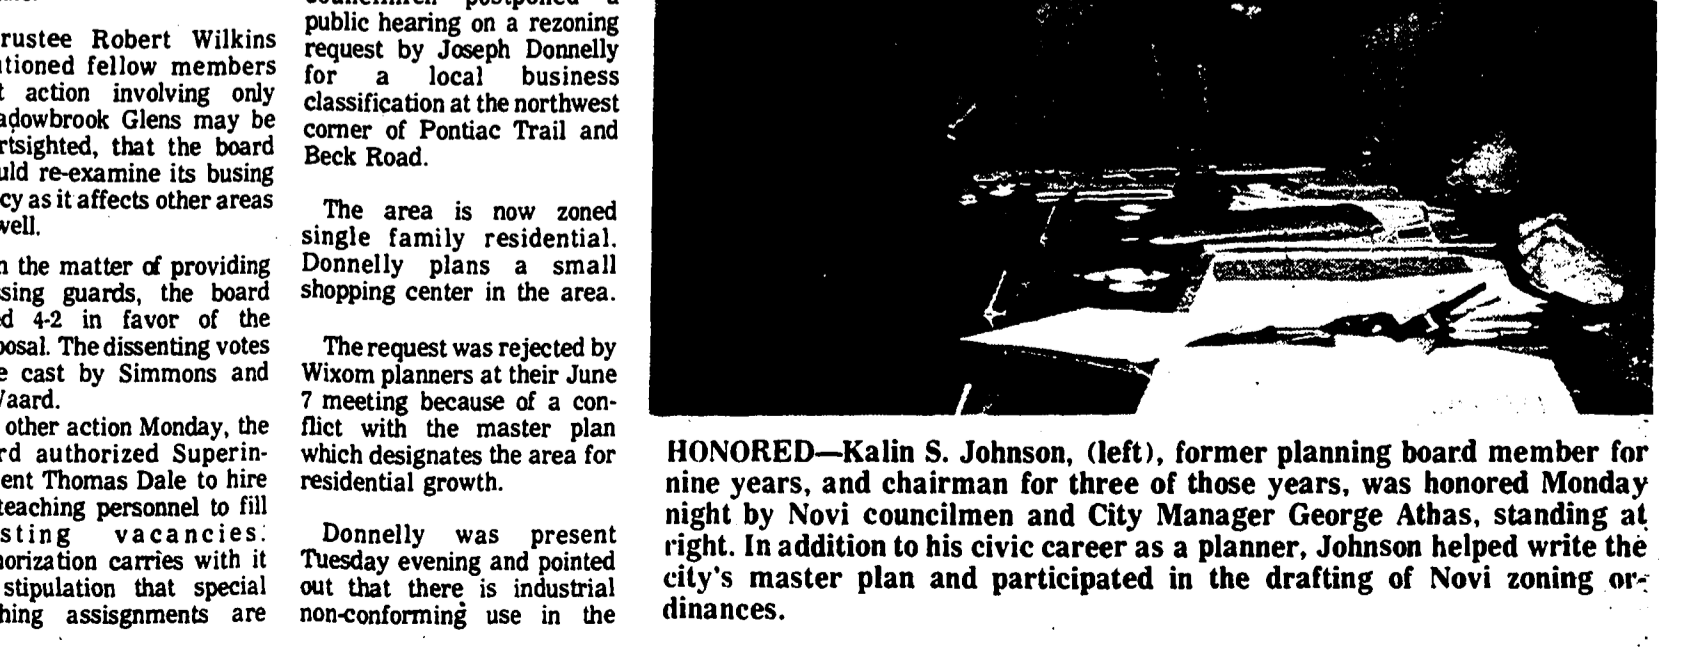 rustee Robert Wilkins
tioned fellow members
t action involving only
adowbrook Glens may be
rtsighted, that the board
uld re-examine its busing
cy as it affects other areas
well.
n the matter of providing
sing guards, the board
d 4-2 in favor of the
posal. The dissenting votes
e cast by Simmons and
Vaard.
other action Monday, the
rd authorized Superin-
ent Thomas Dale to hire
teaching personnel to fill
sting vacancies.
norization carries with it
stipulation that special
hing assisgnments are
councilmen postponed a
public hearing on a rezoning
request by Joseph Donnelly
for a local business
classification at the northwest
corner of Pontiac Trail and
Beck Road.
The area is now zoned
single family residential.
Donnelly plans a small
shopping center in the area.
The request was rejected by
Wixom planners at their June
7 meeting because of a con-
flict with the master plan
which designates the area for
residential growth.
Donnelly was present
Tuesday evening and pointed
out that there is industrial
non-conforming use in the
HONORED—Kalin S. Johnson, (left), former planning board member for
nine years, and chairman for three of those years, was honored Monday
night by Novi councilmen and City Manager George Athas, standing at
right. In addition to his civic career as a planner, Johnson helped write the
city's master plan and participated in the drafting of Novi zoning or-
dinances.